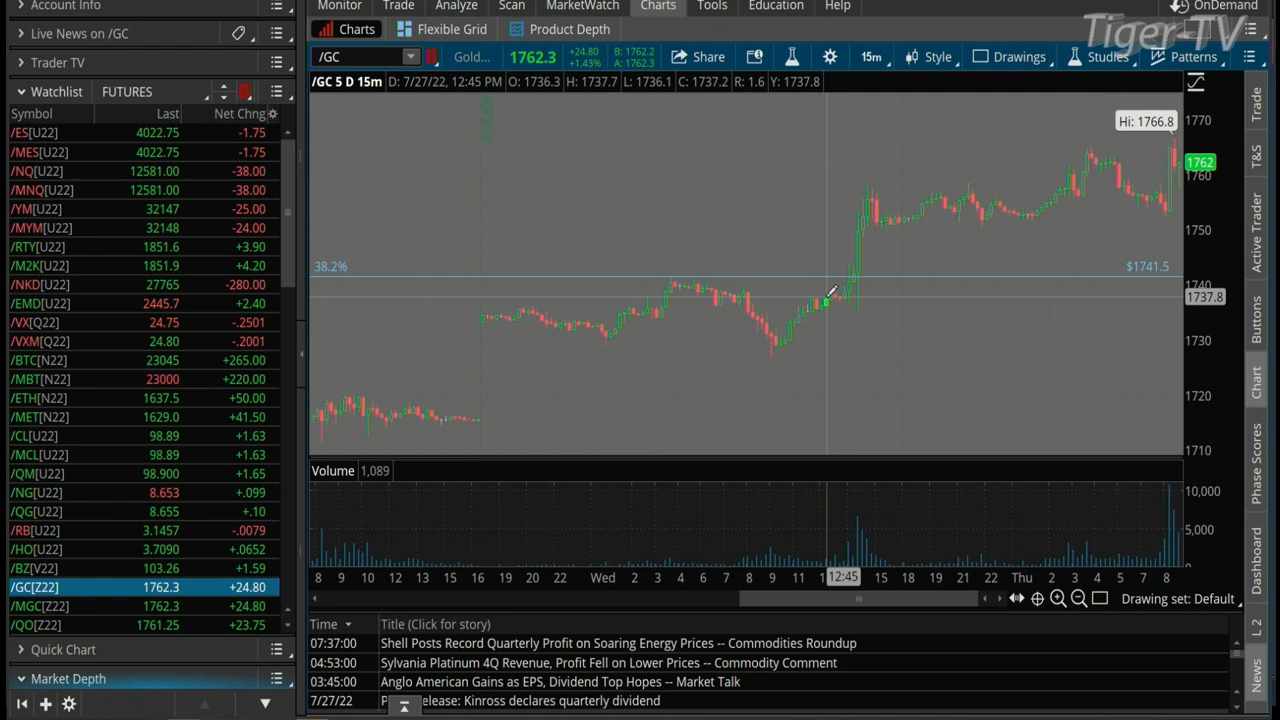 Account Info
Monitor Trade Analyze Scan MarketWatch Charts Tools Education Help OnDemand
Tiger-TV
Live News on /GC
Charts Flexible Grid Product Depth
Trader TV
/GC Gold... 1762.3 +24.80 +1.43% B: 1762.2 A: 1762.3 Share 15m Style Drawings Studies Patterns
Watchlist FUTURES
/GC 5 D 15m D: 7/27/22, 12:45 PM O: 1736.3 H: 1737.7 L: 1736.1 C: 1737.2 R: 1.6 Y: 1737.8
Symbol Last Net Chng
/ES[U22] 4022.75 -1.75
/MES[U22] 4022.75 -1.75
/NQ[U22] 12581.00 -38.00
/MNQ[U22] 12581.00 -38.00
/YM[U22] 32147 -25.00
/MYM[U22] 32148 -24.00
/RTY[U22] 1851.6 +3.90
/M2K[U22] 1851.9 +4.20
/NKD[U22] 27765 -280.00
/EMD[U22] 2445.7 +2.40
/VX[Q22] 24.75 -.2501
/VXM[Q22] 24.80 -.2001
/BTC[N22] 23045 +265.00
/MBT[N22] 23000 +220.00
/ETH[N22] 1637.5 +50.00
/MET[N22] 1629.0 +41.50
/CL[U22] 98.89 +1.63
/MCL[U22] 98.89 +1.63
/QM[U22] 98.900 +1.65
/NG[U22] 8.653 +.099
/QG[U22] 8.655 +.10
/RB[U22] 3.1457 -.0079
/HO[U22] 3.7090 +.0652
/BZ[V22] 103.26 +1.59
/GC[Z22] 1762.3 +24.80
/MGC[Z22] 1762.3 +24.80
/QO[Z22] 1761.25 +23.75
Quick Chart
Market Depth
Hi: 1766.8
38.2% $1741.5
1770
1762
1760
1750
1740
1737.8
1730
1720
1710
Volume 1,089
10,000
5,000
8 9 10 11 12 13 14 15 16 19 20 22 Wed 2 3 4 5 6 7 8 9 10 11 12:45 15 18 19 21 22 Thu 2 3 4 5 6 7 8
Drawing set: Default
Time Title (Click for story)
07:37:00 Shell Posts Record Quarterly Profit on Soaring Energy Prices -- Commodities Roundup
04:53:00 Sylvania Platinum 4Q Revenue, Profit Fell on Lower Prices -- Commodity Comment
03:45:00 Anglo American Gains as EPS, Dividend Top Hopes -- Market Talk
7/27/22 P elease: Kinross declares quarterly dividend
Trade
T&S
Active Trader
Buttons
Chart
Phase Scores
Dashboard
L 2
News